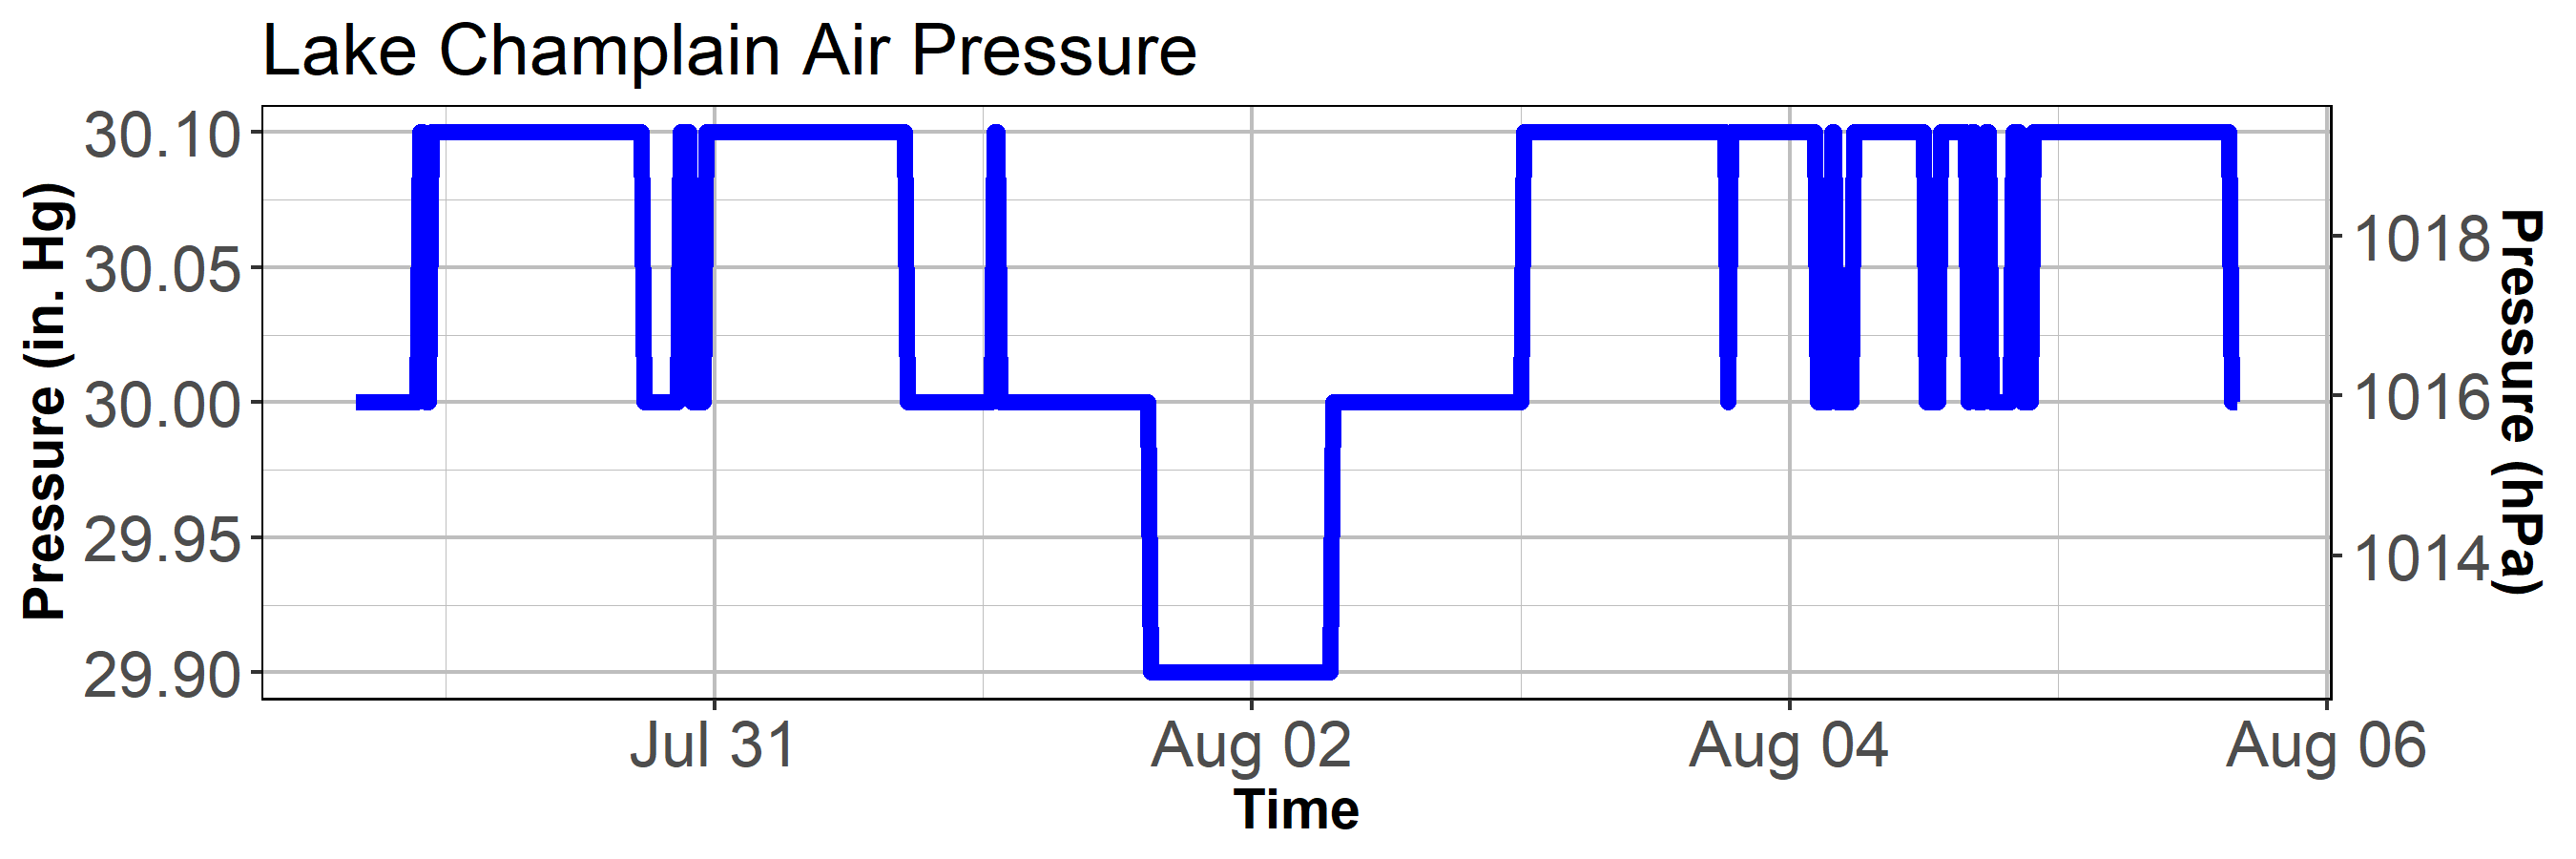 Lake Champlain Air Pressure
Pressure (in. Hg)
30.10
30.05
30.00
29.95
29.90
1018
1016
1014
Pressure (hPa)
Jul 31
Aug 02
Aug 04
Aug 06
Time